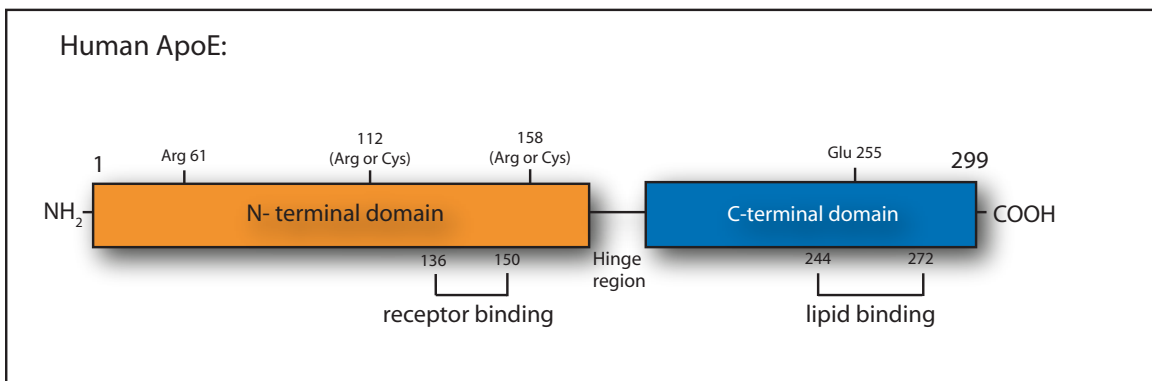 Human ApoE:
1
Arg 61
112
(Arg or Cys)
158
(Arg or Cys)
Glu 255
299
NH2
N- terminal domain
C-terminal domain
COOH
136
150
Hinge
region
244
272
receptor binding
lipid binding